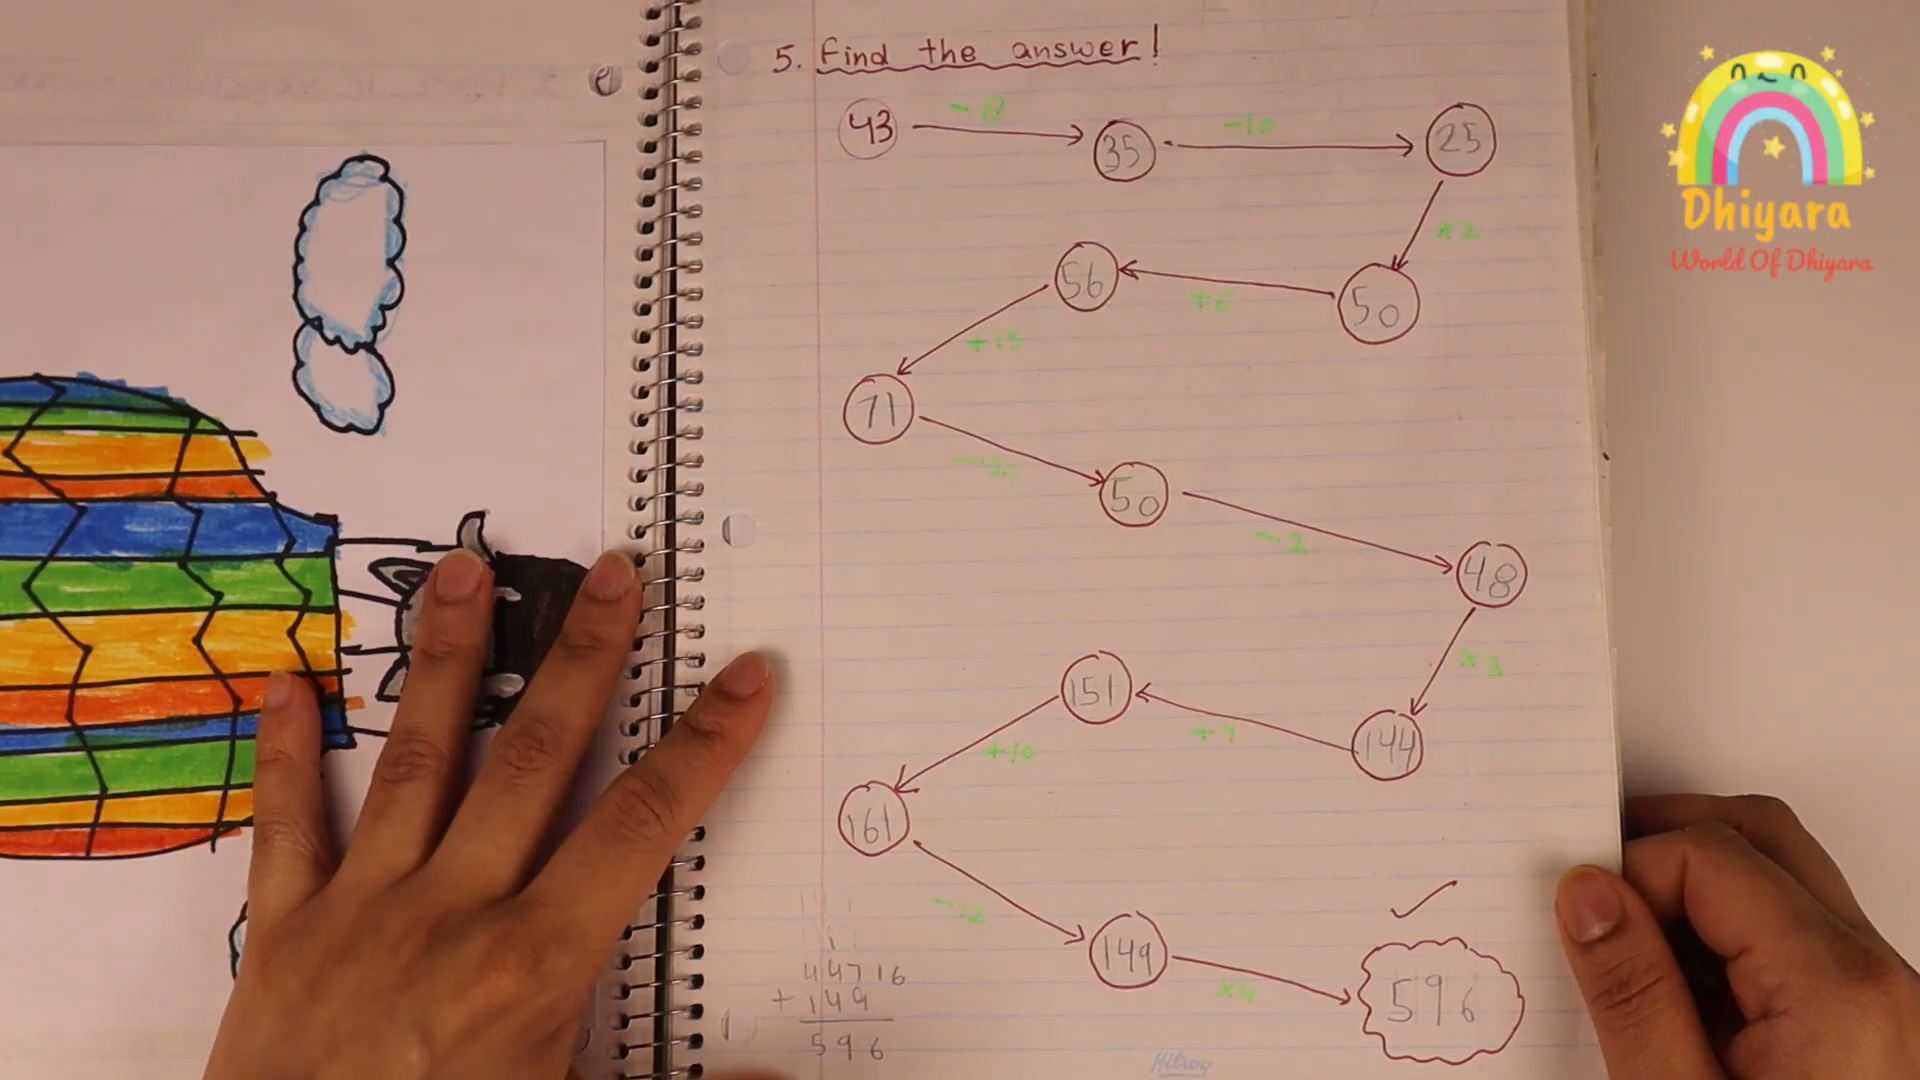 5. Find the answer!
43 -8 35 -10 25
x2
56 +6 50
+15
71
50
-2
48
x3
151 +7 144
+10
161
-12
149
x4
596
44716
+ 149
596
Dhiyara
World Of Dhiyara